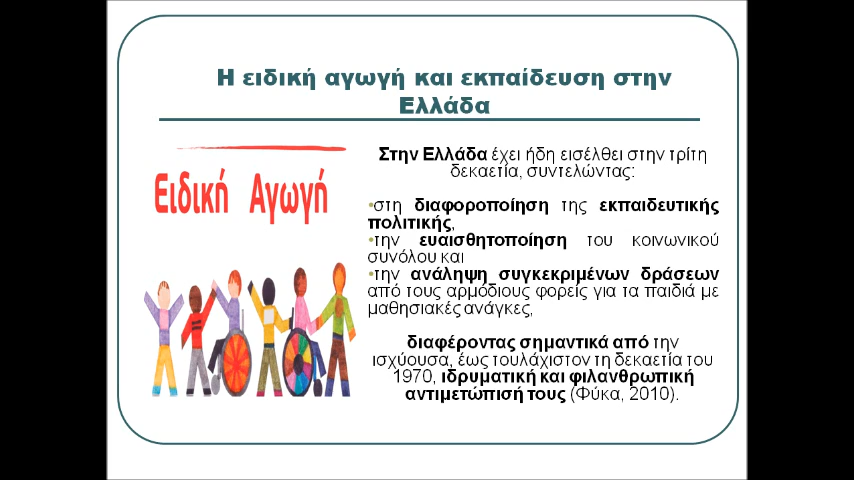 Η ειδική αγωγή και εκπαίδευση στην
Ελλάδα
Ειδική Αγωγή
Στην Ελλάδα έχει ήδη εισέλθει στην τρίτη
δεκαετία, συντελώντας:
•στη διαφοροποίηση της εκπαιδευτικής
πολιτικής,
•την ευαισθητοποίηση του κοινωνικού
συνόλου και
•την ανάληψη συγκεκριμένων δράσεων
από τους αρμόδιους φορείς για τα παιδιά με
μαθησιακές ανάγκες,
διαφέροντας σημαντικά από την
ισχύουσα, έως τουλάχιστον τη δεκαετία του
1970, ιδρυματική και φιλανθρωπική
αντιμετώπισή τους (Φύκα, 2010).